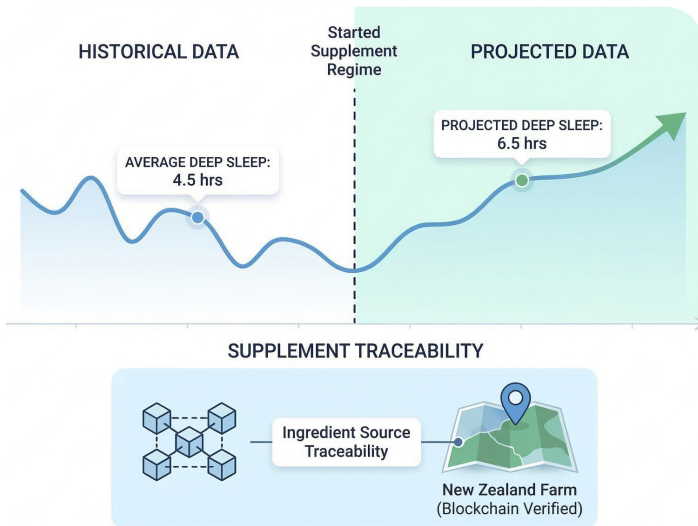 HISTORICAL DATA
Started
Supplement
Regime
PROJECTED DATA
AVERAGE DEEP SLEEP:
4.5 hrs
PROJECTED DEEP SLEEP:
6.5 hrs
SUPPLEMENT TRACEABILITY
Ingredient Source
Traceability
New Zealand Farm
(Blockchain Verified)